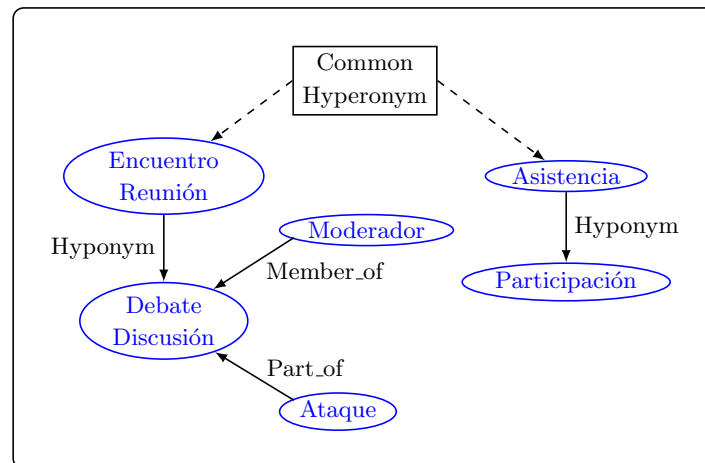 Common
Hyperonym
Encuentro
Reunión
Asistencia
Hyponym
Hyponym
Moderador
Member_of
Participación
Debate
Discusión
Part_of
Ataque